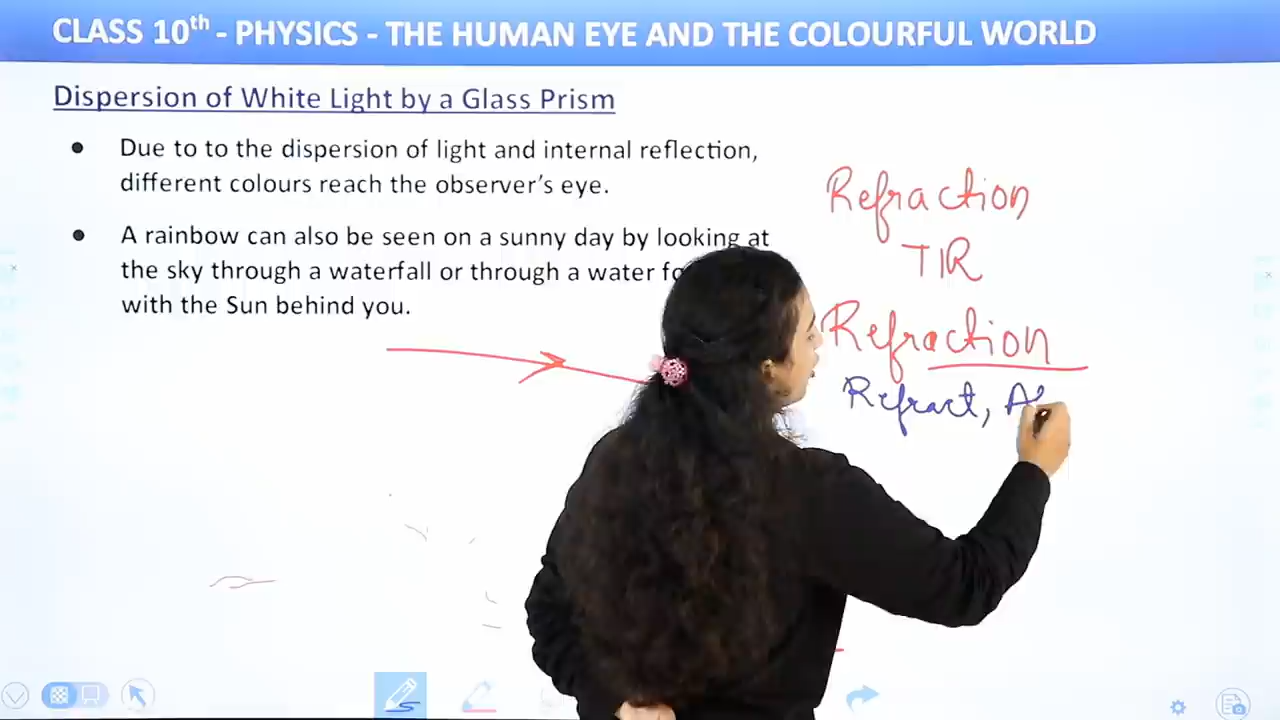 CLASS 10th - PHYSICS - THE HUMAN EYE AND THE COLOURFUL WORLD
Dispersion of White Light by a Glass Prism
● Due to to the dispersion of light and internal reflection,
different colours reach the observer's eye.
● A rainbow can also be seen on a sunny day by looking at
the sky through a waterfall or through a water
with the Sun behind you.
Refraction
TIR
Refraction
Refract,